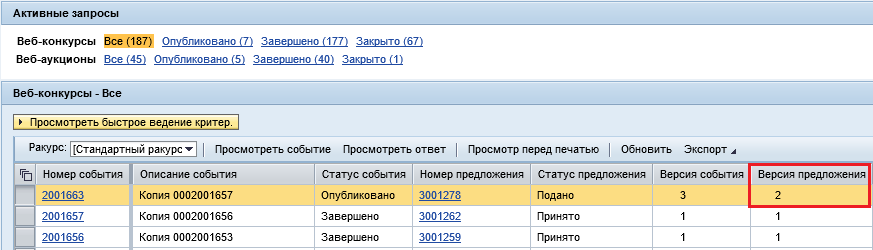 Активные запросы
Веб-конкурсы Все (187) Опубликовано (7) Завершено (177) Закрыто (67)
Веб-аукционы Все (45) Опубликовано (5) Завершено (40) Закрыто (1)
Веб-конкурсы - Все
Просмотреть быстрое ведение критер.
Ракурс: [Стандартный ракурс Просмотреть событие Просмотреть ответ Просмотр перед печатью Обновить Экспорт
Номер события Описание события Статус события Номер предложения Статус предложения Версия события Версия предложения
2001663 Копия 0002001657 Опубликовано 3001278 Подано 3 2
2001657 Копия 0002001656 Завершено 3001262 Принято 1 1
2001656 Копия 0002001653 Завершено 3001259 Принято 1 1